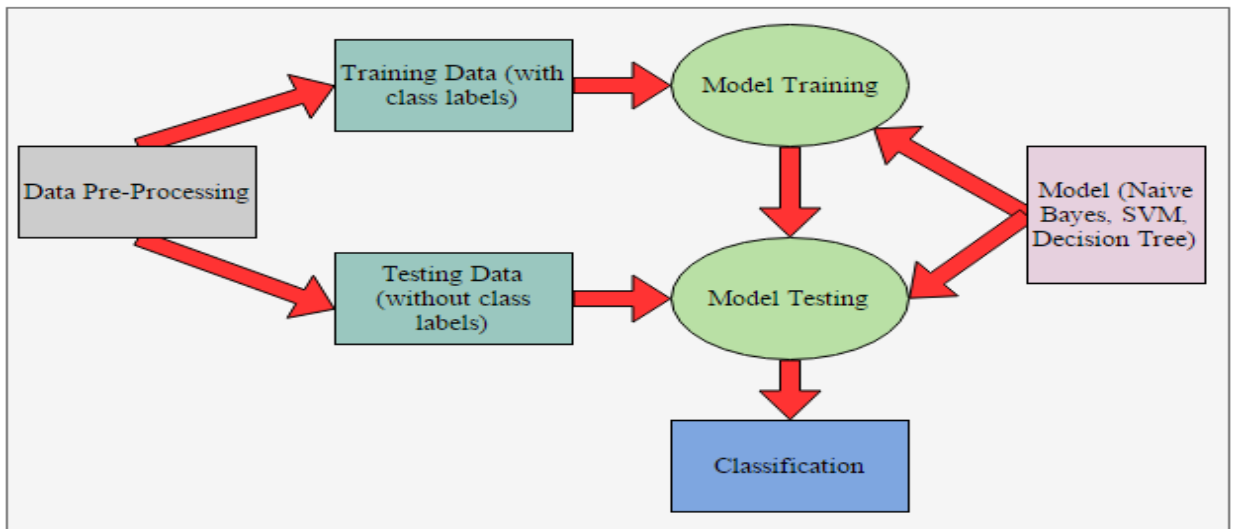 Training Data (with
class labels)
Model Training
Data Pre-Processing
Model (Naive
Bayes, SVM,
Decision Tree)
Testing Data
(without class
labels)
Model Testing
Classification